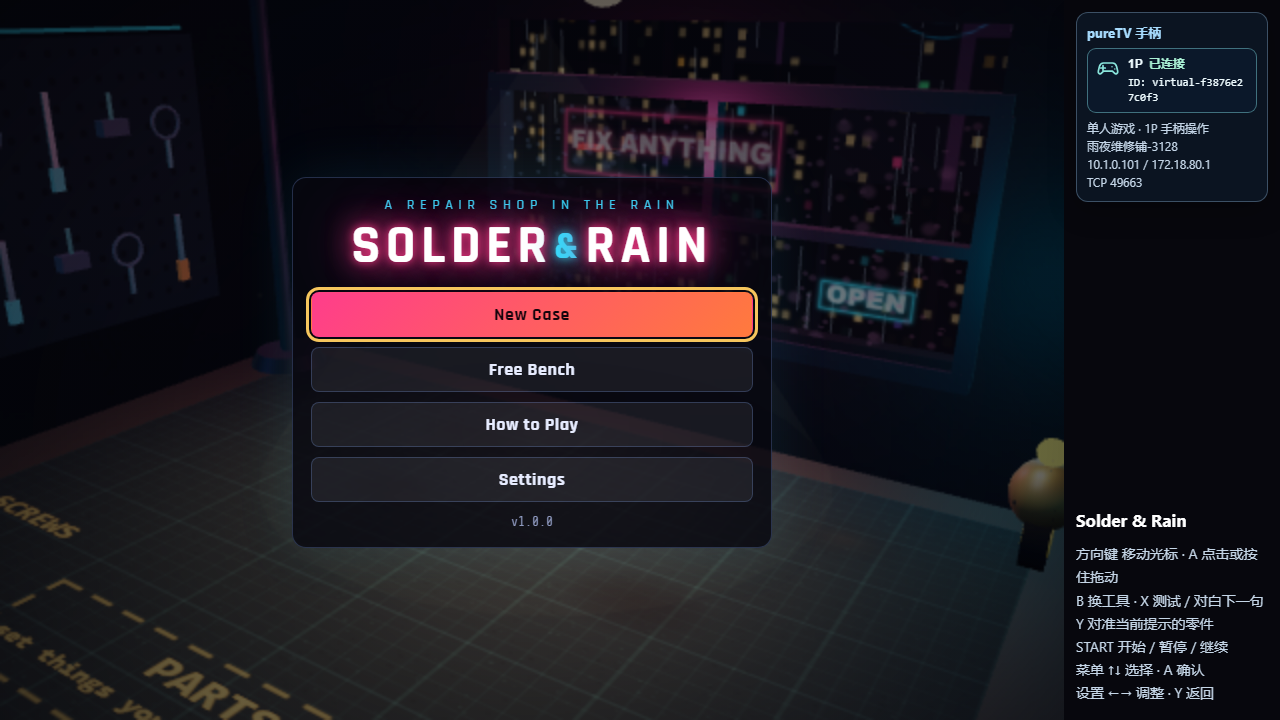 FIX ANYTHING
OPEN
A REPAIR SHOP IN THE RAIN
SOLDER & RAIN
New Case
Free Bench
How to Play
Settings
v1.0.0
SCREWS
set things you
PARTS
pureTV 手柄
1P 已连接
ID: virtual-f3876e2
7c0f3
单人游戏 · 1P 手柄操作
雨夜维修铺-3128
10.1.0.101 / 172.18.80.1
TCP 49663
Solder & Rain
方向键 移动光标 · A 点击或按
住拖动
B 换工具 · X 测试 / 对白下一句
Y 对准当前提示的零件
START 开始 / 暂停 / 继续
菜单 ↑↓ 选择 · A 确认
设置 ←→ 调整 · Y 返回